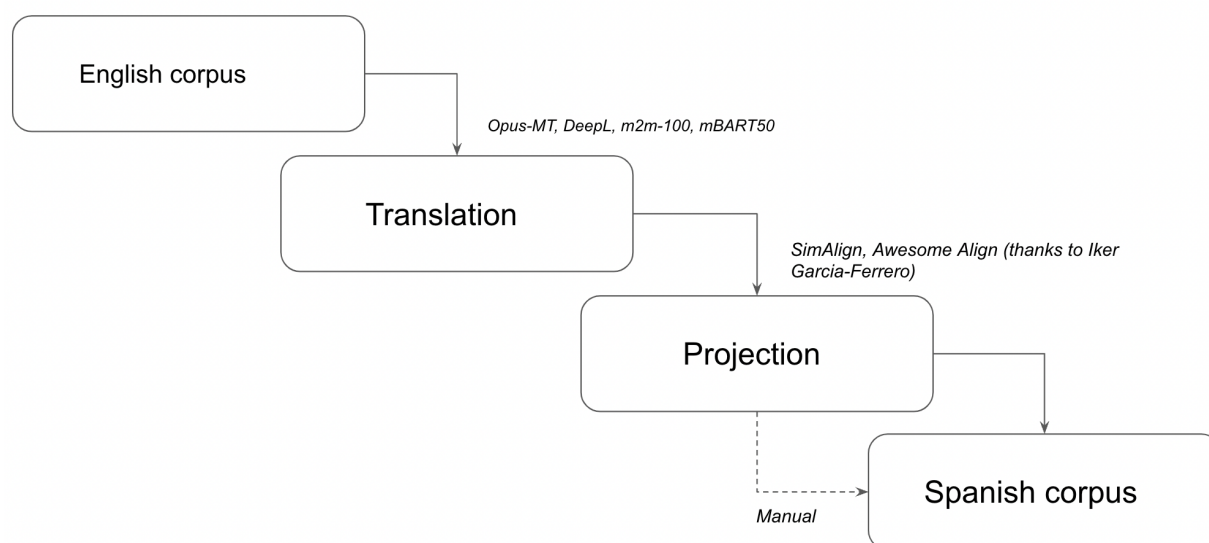 English corpus
Opus-MT, DeepL, m2m-100, mBART50
Translation
SimAlign, Awesome Align (thanks to Iker
Garcia-Ferrero)
Projection
Spanish corpus
Manual